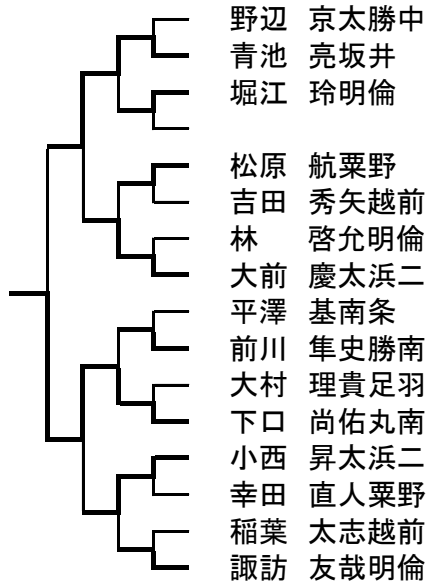 野辺 京太勝中
青池 亮坂井
堀江 玲明倫
松原 航粟野
吉田 秀矢越前
林 啓允明倫
大前 慶太浜二
平澤 基南条
前川 隼史勝南
大村 理貴足羽
下口 尚佑丸南
小西 昇太浜二
幸田 直人粟野
稲葉 太志越前
諏訪 友哉明倫